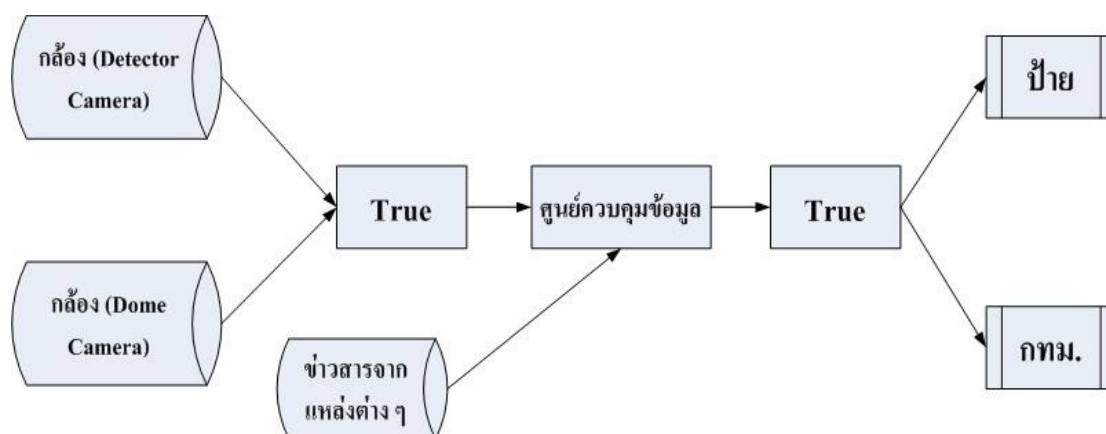 กล้อง (Detector
Camera)
ป้าย
True
ศูนย์ควบคุมข้อมูล
True
กล้อง (Dome
Camera)
ข่าวสารจาก
แหล่งต่าง ๆ
กทม.